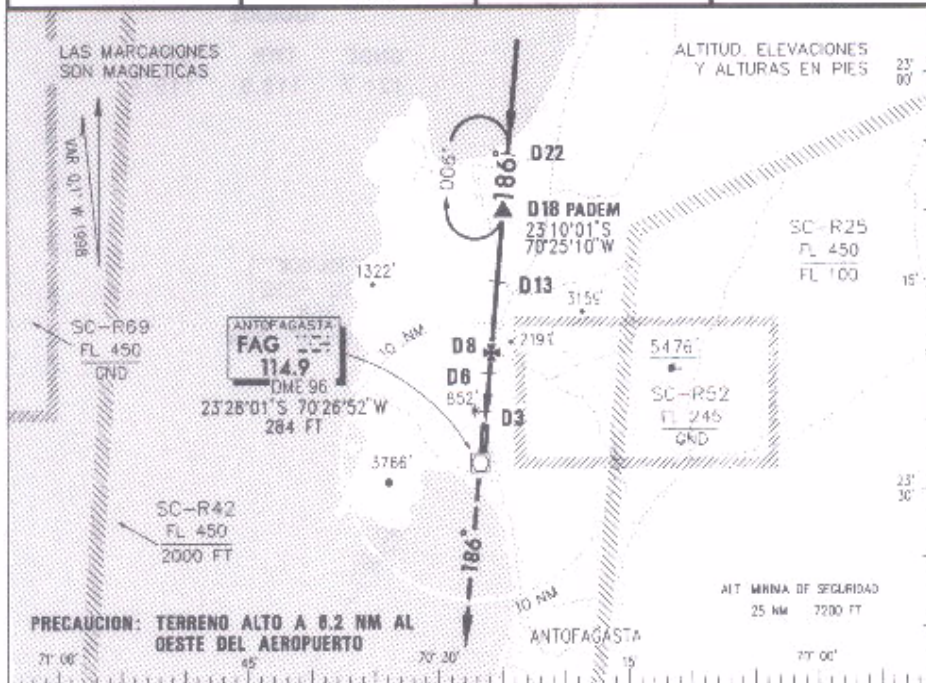 LAS MARCACIONES
SON MAGNETICAS
VAR 0,1° W 1998
ALTITUD, ELEVACIONES
Y ALTURAS EN PIES
23°
00'
006°
186°
D22
D18 PADEM
23°10'01"S
70°25'10"W
SC-R25
FL 450
FL 100
15'
D13
1322'
3159'
2197'
10 NM
SC-R69
FL 450
GND
ANTOFAGASTA
FAG
114.9
DME 96
23°28'01"S 70°26'52"W
284 FT
D8
D6
852'
D3
5476'
SC-R52
FL 245
GND
3766'
23°
30'
SC-R42
FL 450
2000 FT
186°
10 NM
ALT MINIMA DE SEGURIDAD
25 NM 7200 FT
PRECAUCION: TERRENO ALTO A 8.2 NM AL
OESTE DEL AEROPUERTO
ANTOFAGASTA
71°00'
45'
70°30'
15'
70°00'